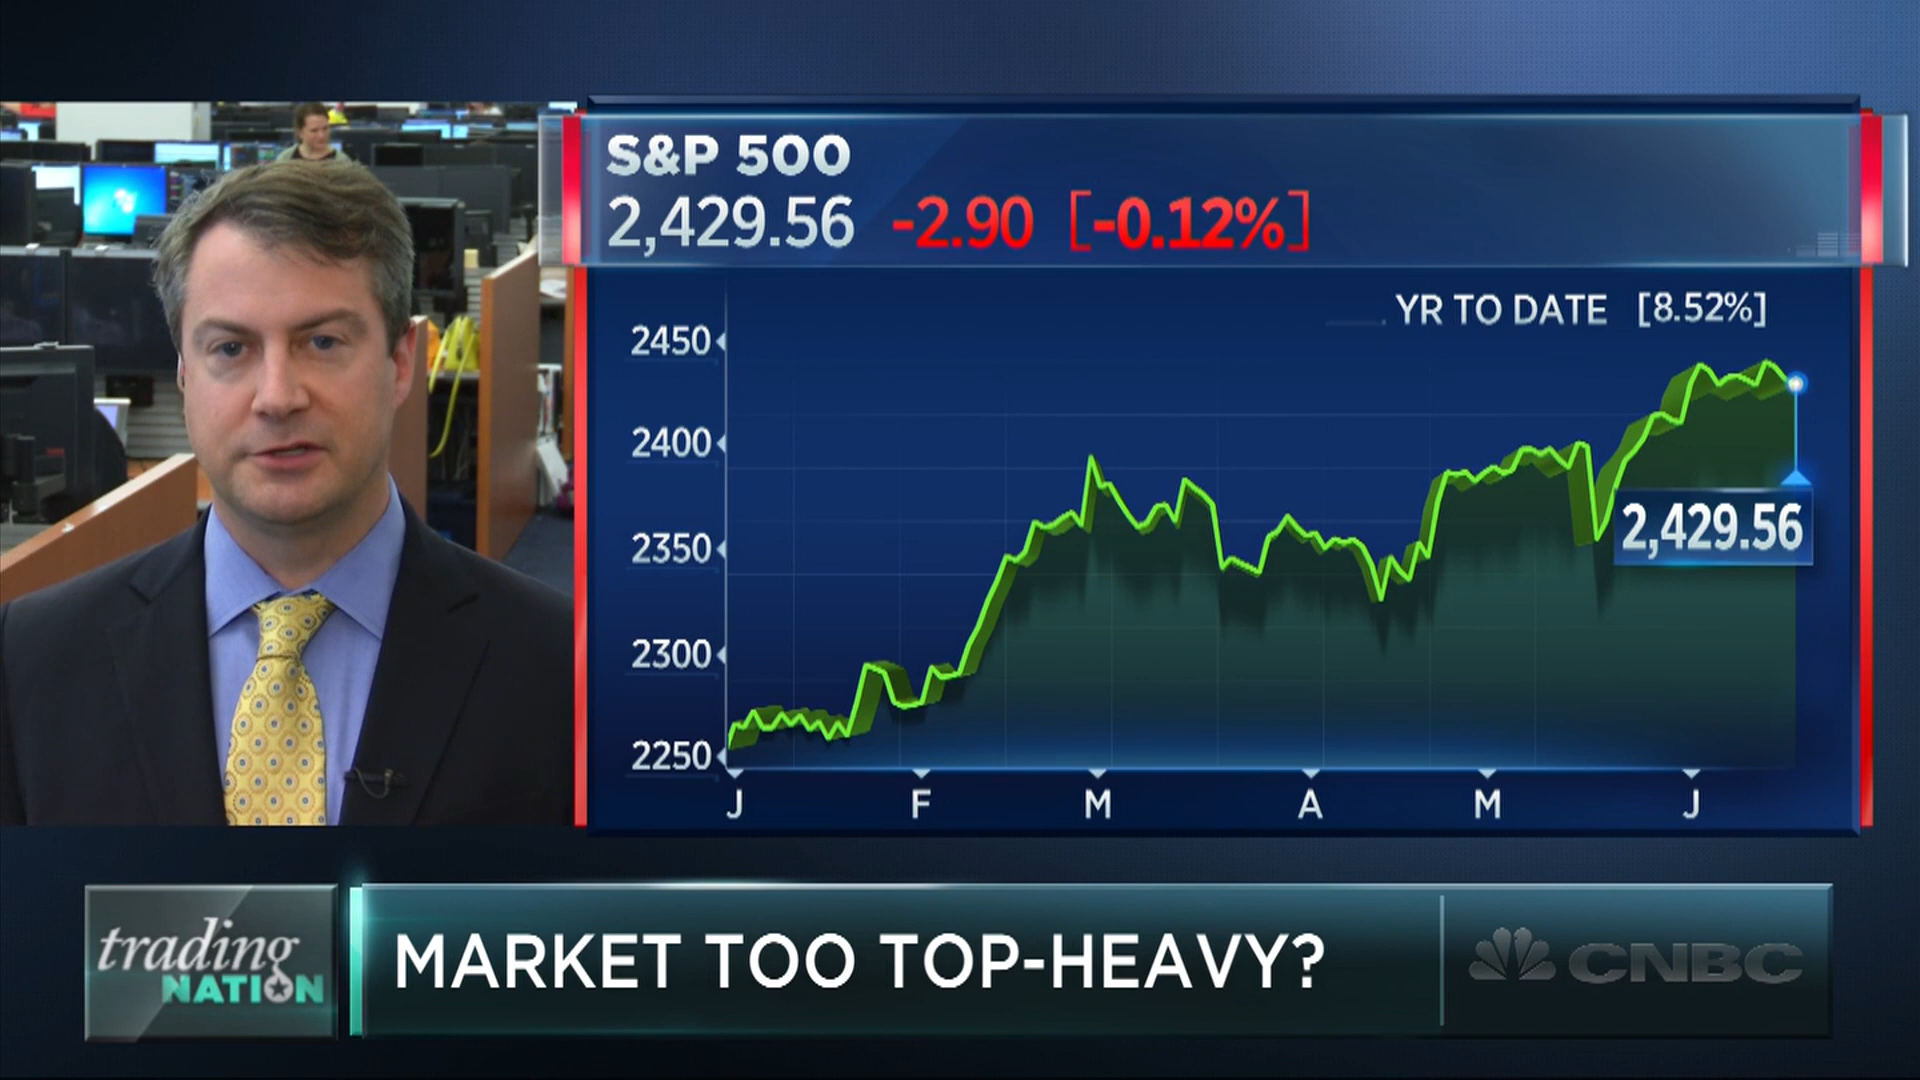 S&P 500
2,429.56 -2.90 [-0.12%]
YR TO DATE [8.52%]
2450
2400
2350
2300
2250
2,429.56
J F M A M J
trading
NATION
MARKET TOO TOP-HEAVY?
CNBC